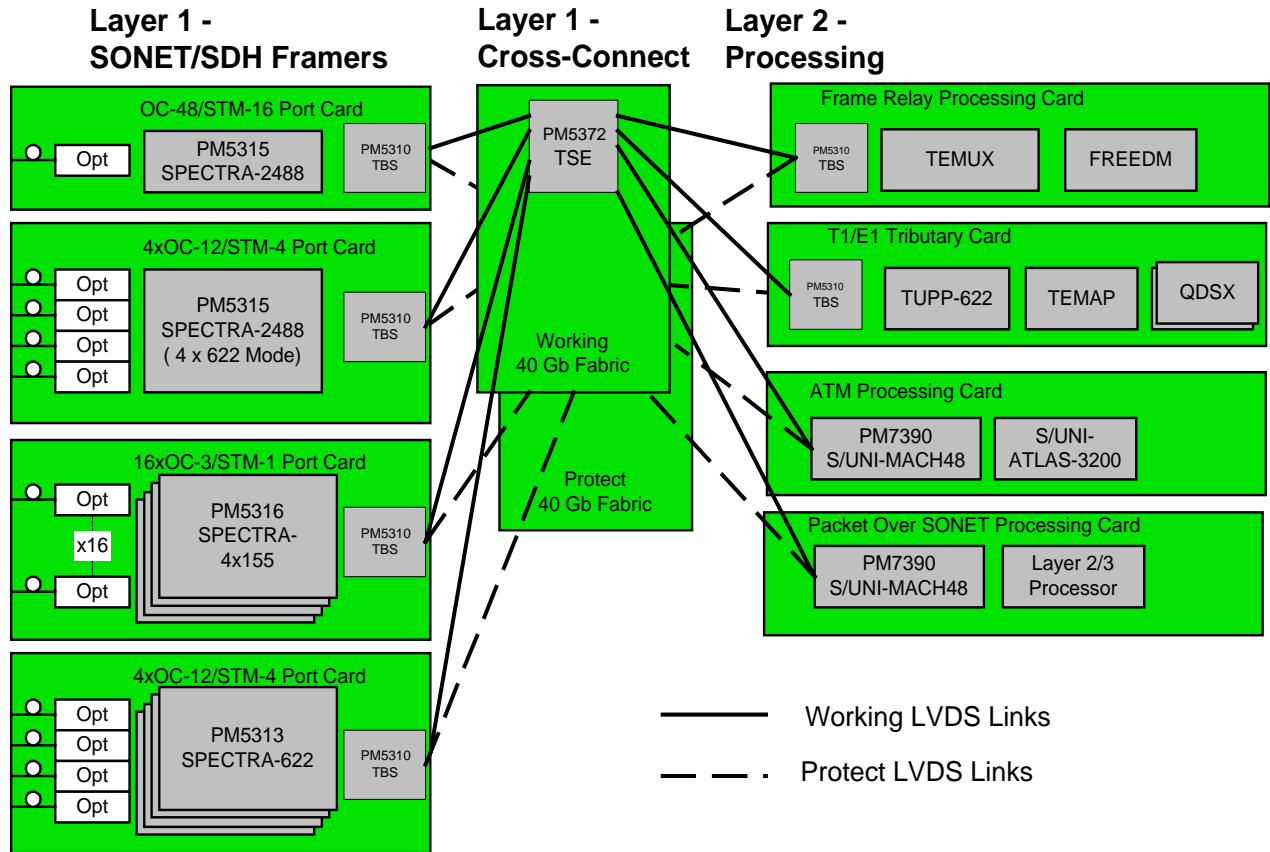 Layer 1 -
SONET/SDH Framers
Layer 1 -
Cross-Connect
Layer 2 -
Processing
OC-48/STM-16 Port Card
Opt
PM5315
SPECTRA-2488
PM5310
TBS
4xOC-12/STM-4 Port Card
Opt
Opt
Opt
Opt
PM5315
SPECTRA-2488
( 4 x 622 Mode)
PM5310
TBS
16xOC-3/STM-1 Port Card
Opt
x16
Opt
PM5316
SPECTRA-
4x155
PM5310
TBS
4xOC-12/STM-4 Port Card
Opt
Opt
Opt
Opt
PM5313
SPECTRA-622
PM5310
TBS
PM5372
TSE
Working
40 Gb Fabric
Protect
40 Gb Fabric
Frame Relay Processing Card
PM5310
TBS
TEMUX
FREEDM
T1/E1 Tributary Card
PM5310
TBS
TUPP-622
TEMAP
QDSX
ATM Processing Card
PM7390
S/UNI-MACH48
S/UNI-
ATLAS-3200
Packet Over SONET Processing Card
PM7390
S/UNI-MACH48
Layer 2/3
Processor
Working LVDS Links
Protect LVDS Links